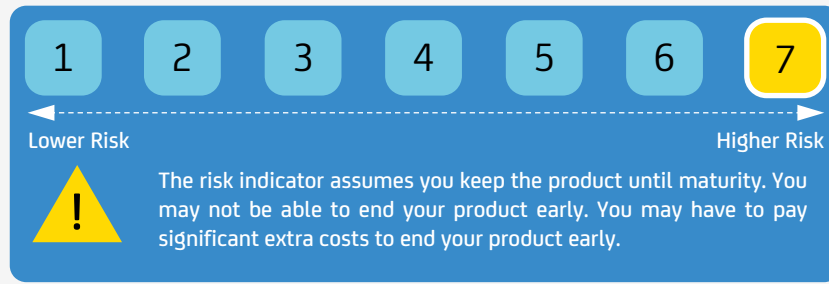 1 2 3 4 5 6 7
Lower Risk Higher Risk
!
The risk indicator assumes you keep the product until maturity. You
may not be able to end your product early. You may have to pay
significant extra costs to end your product early.